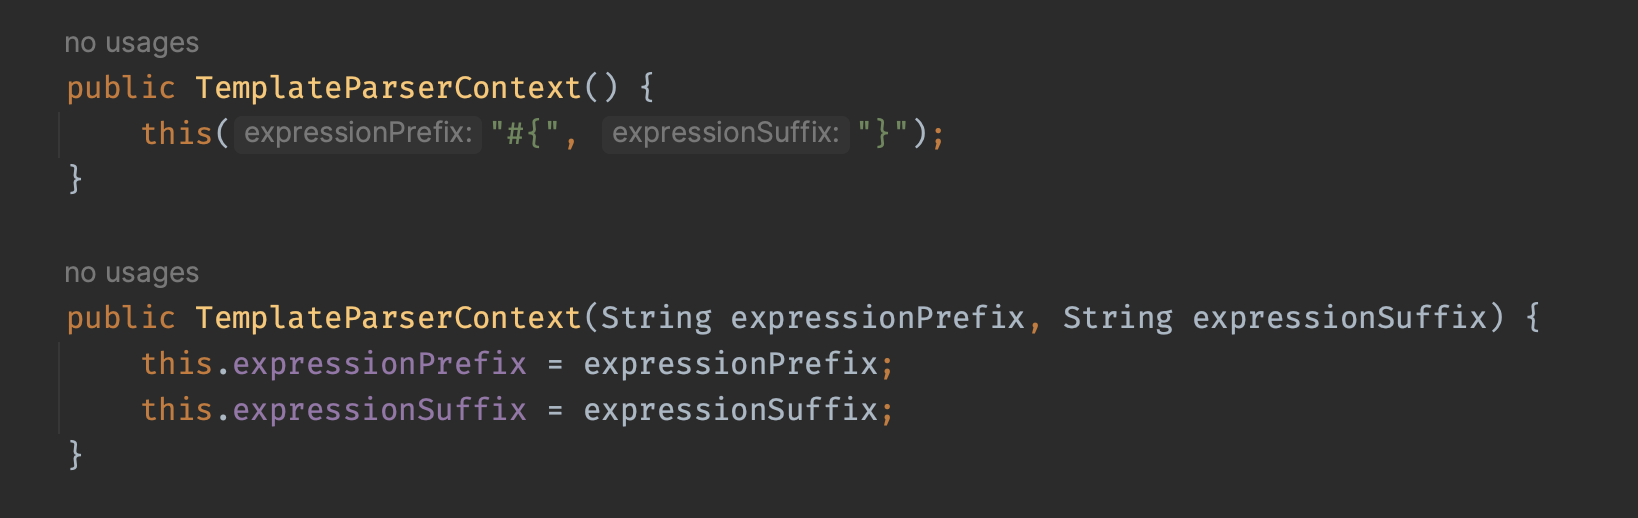 no usages
public TemplateParserContext() {
this( expressionPrefix: "#{", expressionSuffix: "}");
}
no usages
public TemplateParserContext(String expressionPrefix, String expressionSuffix) {
this.expressionPrefix = expressionPrefix;
this.expressionSuffix = expressionSuffix;
}